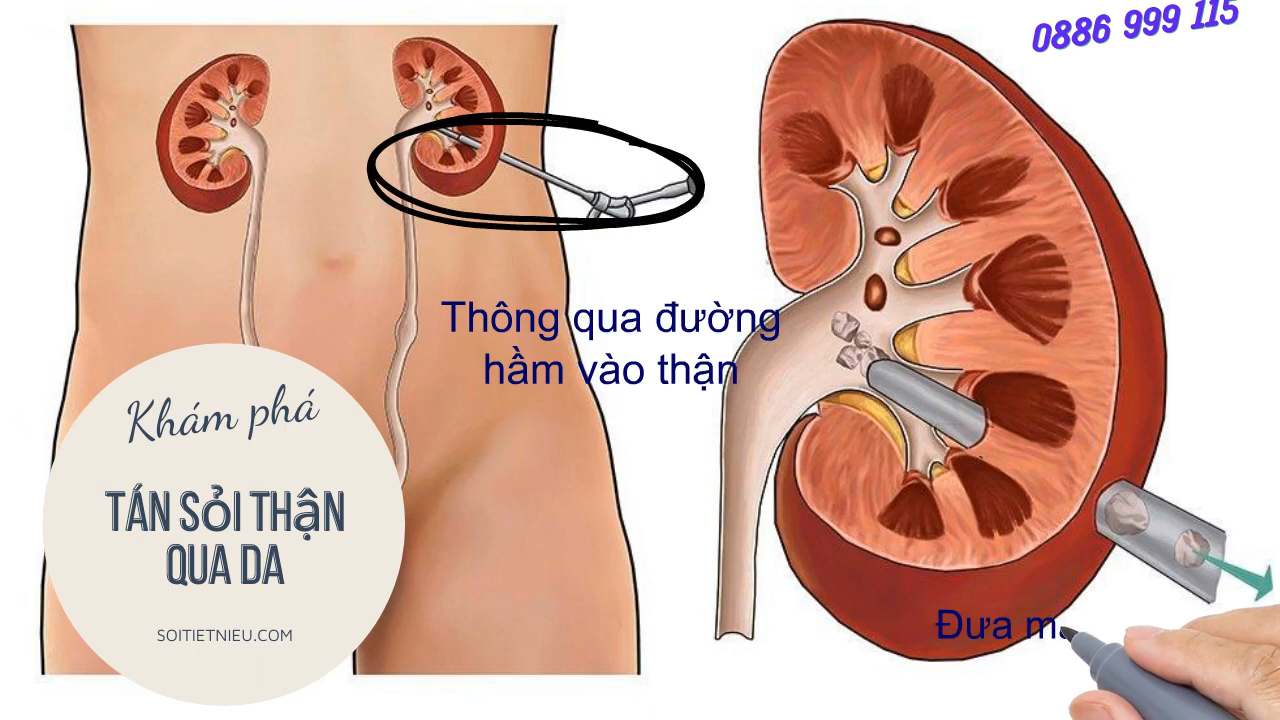 0886 999 115
Thông qua đường
hầm vào thận
Khám phá
TÁN SỎI THẬN
QUA DA
SOITIETNIEU.COM
Đưa